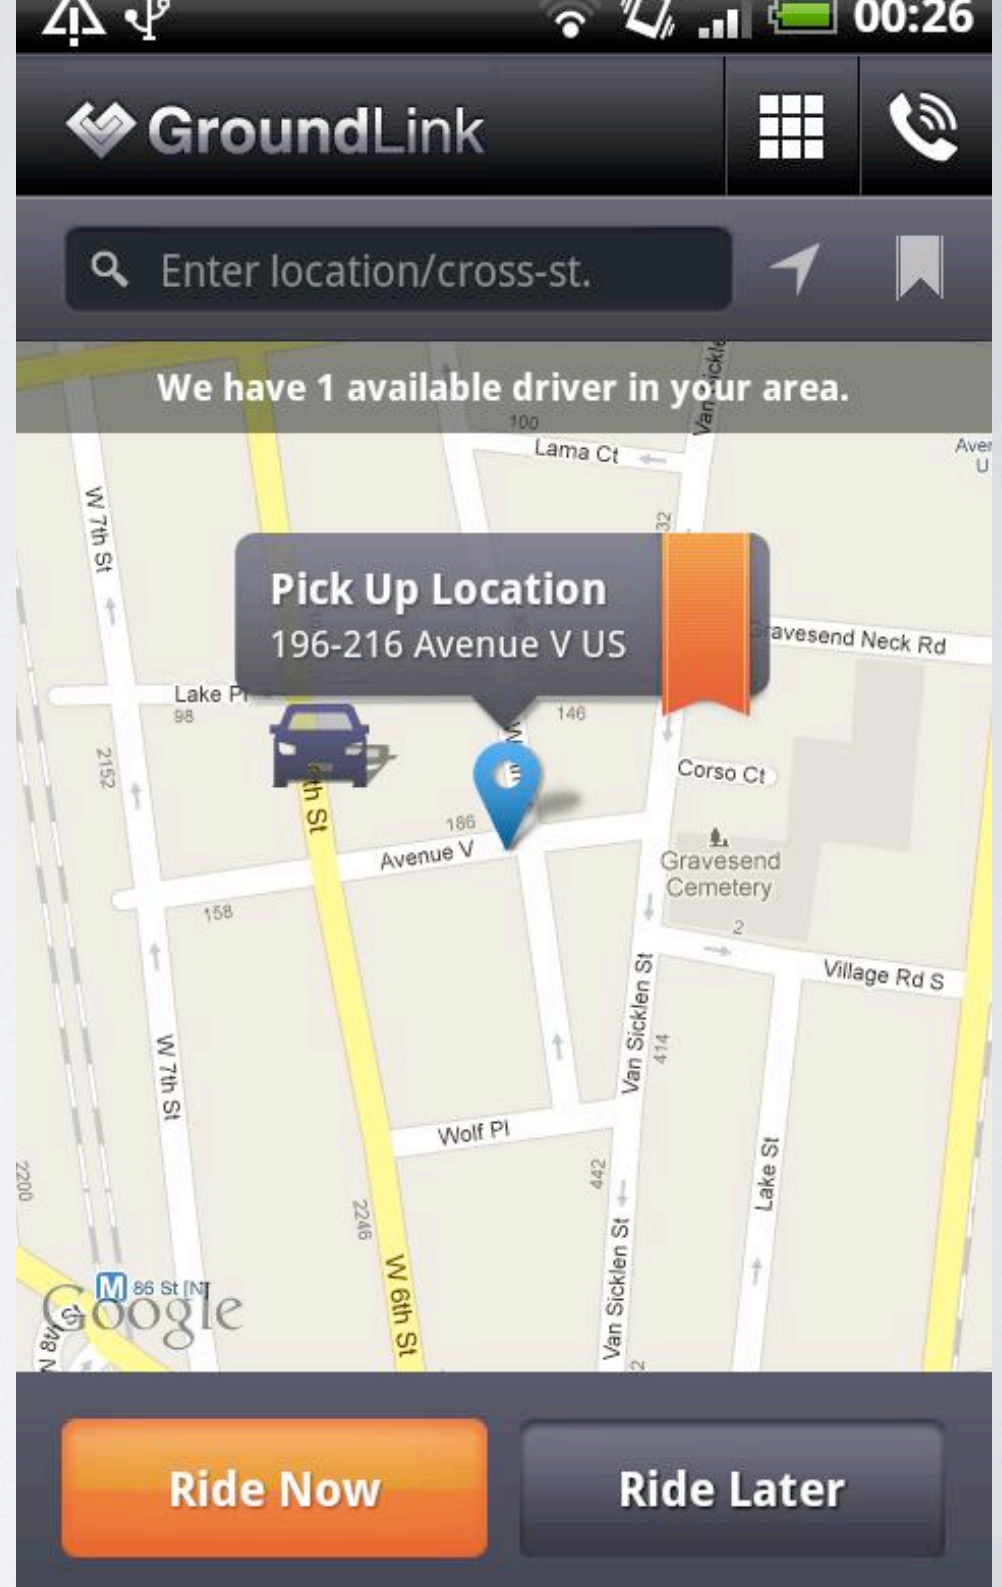 00:26
GroundLink
Enter location/cross-st.
We have 1 available driver in your area.
100
Lama Ct
W 7th St
32
Pick Up Location
196-216 Avenue V US
Gravesend Neck Rd
Lake Pl
98
146
2152
Corso Ct
6th St
186
Avenue V
Gravesend
Cemetery
158
2
Village Rd S
Van Sicklen St
414
W 7th St
Wolf Pl
442
Lake St
2200
2246
W 6th St
Van Sicklen St
M 86 St [N]
Google
Ride Now
Ride Later